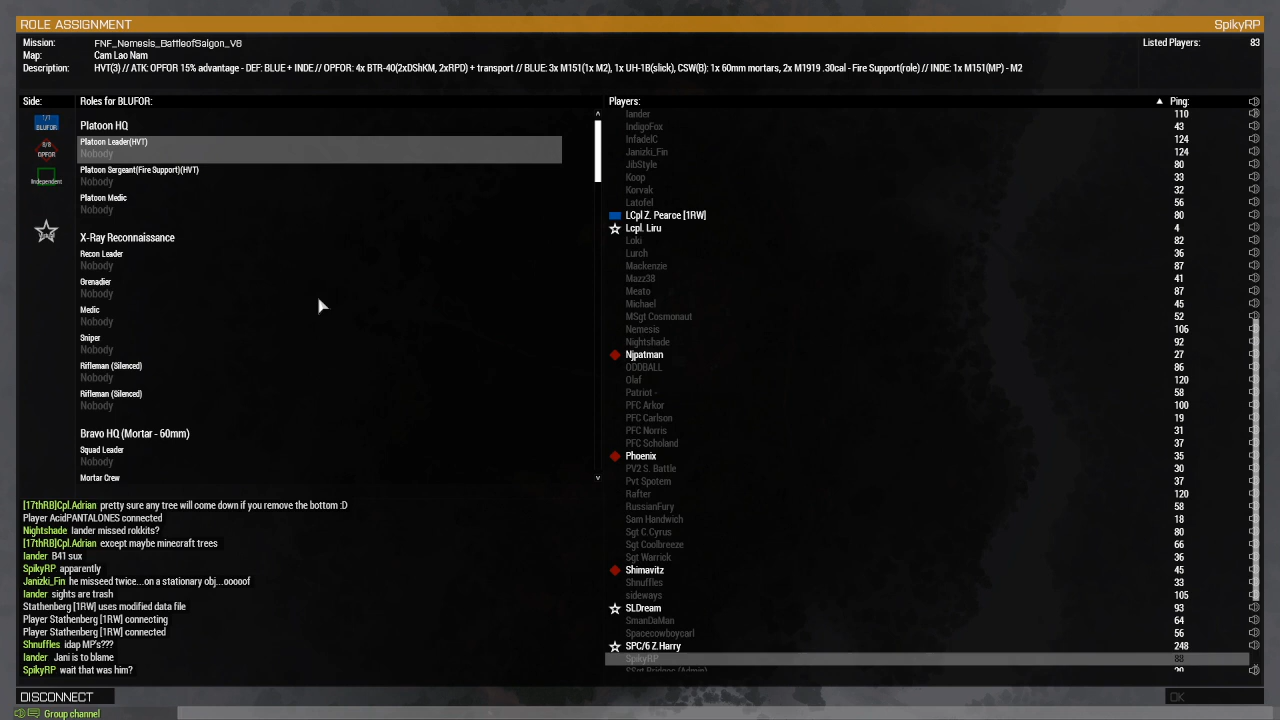 ROLE ASSIGNMENT
SpikyRP
Mission: FNF_Nemesis_BattleofSaigon_V8
Listed Players: 83
Map: Cam Lao Nam
Description: HVT(3) // ATK: OPFOR 15% advantage - DEF: BLUE + INDE // OPFOR: 4x BTR-40(2xDShKM, 2xRPD) + transport // BLUE: 3x M151(1x M2), 1x UH-1B(slick), CSW(B): 1x 60mm mortars, 2x M1919 .30cal - Fire Support(role) // INDE: 1x M151(MP) - M2
Side:
1/1
BLUFOR
8/8
OPFOR
Independent
Roles for BLUFOR:
Platoon HQ
Platoon Leader(HVT)
Nobody
Platoon Sergeant(Fire Support)(HVT)
Nobody
Platoon Medic
Nobody
X-Ray Reconnaissance
Recon Leader
Nobody
Grenadier
Nobody
Medic
Nobody
Sniper
Nobody
Rifleman (Silenced)
Nobody
Rifleman (Silenced)
Nobody
Bravo HQ (Mortar - 60mm)
Squad Leader
Nobody
Mortar Crew
Players: Ping:
lander 110
IndigoFox 43
InfadelC 124
Janizki_Fin 124
JibStyle 80
Koop 33
Korvak 32
Latofel 56
LCpl Z. Pearce [1RW] 80
Lcpl. Liru 4
Loki 82
Lurch 36
Mackenzie 87
Mazz38 41
Meato 87
Michael 45
MSgt Cosmonaut 52
Nemesis 106
Nightshade 92
Njpatman 27
ODDBALL 86
Olaf 120
Patriot - 58
PFC Arkor 100
PFC Carlson 19
PFC Norris 31
PFC Scholand 37
Phoenix 35
PV2 S. Battle 30
Pvt Spotem 37
Rafter 120
RussianFury 58
Sam Handwich 18
Sgt C.Cyrus 80
Sgt Coolbreeze 66
Sgt Warrick 36
Shimavitz 45
Shnuffles 33
sideways 105
SLDream 93
SmanDaMan 64
Spacecowboycarl 56
SPC/6 Z.Harry 248
SpikyRP
SSgt Bridges (Admin)
[17thRB]Cpl.Adrian pretty sure any tree will come down if you remove the bottom :D
Player AcidPANTALONES connected
Nightshade lander missed rokkits?
[17thRB]Cpl.Adrian except maybe minecraft trees
lander B41 sux
SpikyRP apparently
Janizki_Fin he misseed twice...on a stationary obj...ooooof
lander sights are trash
Stathenberg [1RW] uses modified data file
Player Stathenberg [1RW] connecting
Player Stathenberg [1RW] connected
Shnuffles idap MP's???
lander Jani is to blame
SpikyRP wait that was him?
DISCONNECT
OK
Group channel